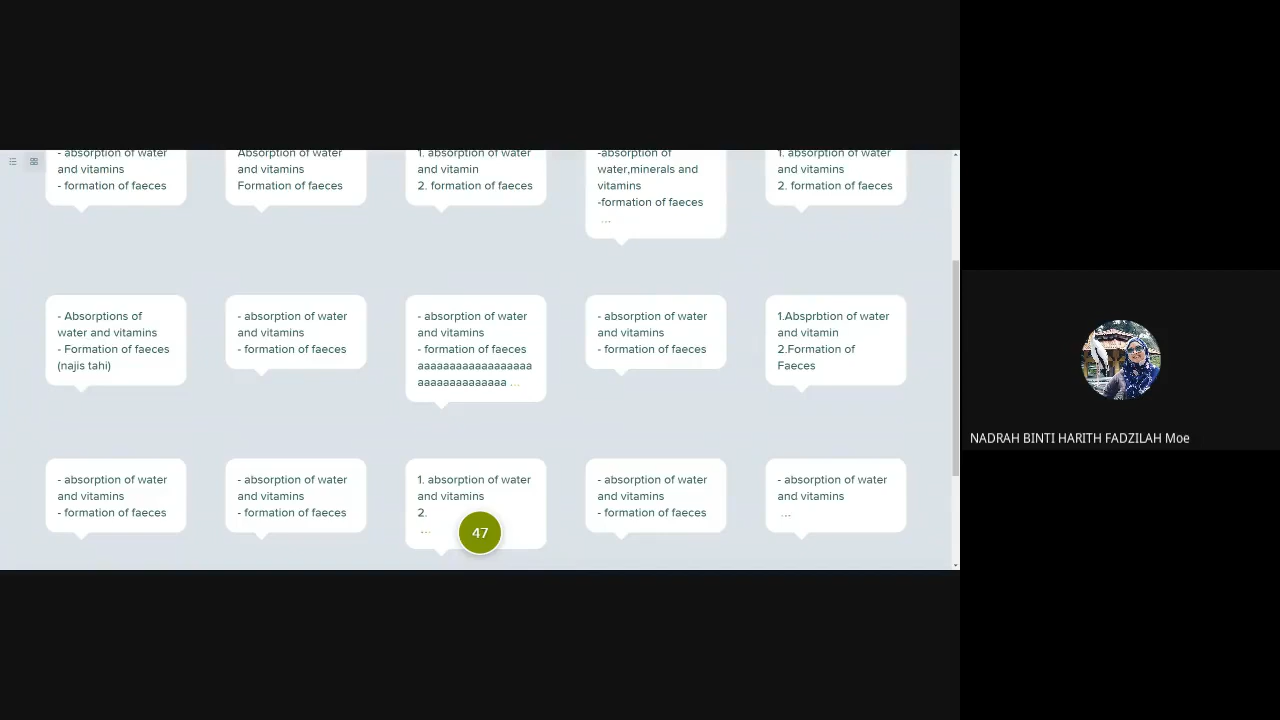 - absorption of water
and vitamins
- formation of faeces
Absorption of water
and vitamins
Formation of faeces
1. absorption of water
and vitamin
2. formation of faeces
-absorption of
water,minerals and
vitamins
-formation of faeces
...
1. absorption of water
and vitamins
2. formation of faeces
- Absorptions of
water and vitamins
- Formation of faeces
(najis tahi)
- absorption of water
and vitamins
- formation of faeces
- absorption of water
and vitamins
- formation of faeces
aaaaaaaaaaaaaaaaaaa
aaaaaaaaaaaaaaa ...
- absorption of water
and vitamins
- formation of faeces
1.Absprbtion of water
and vitamin
2.Formation of
Faeces
- absorption of water
and vitamins
- formation of faeces
- absorption of water
and vitamins
- formation of faeces
1. absorption of water
and vitamins
2.
...
47
- absorption of water
and vitamins
- formation of faeces
- absorption of water
and vitamins
...
NADRAH BINTI HARITH FADZILAH Moe